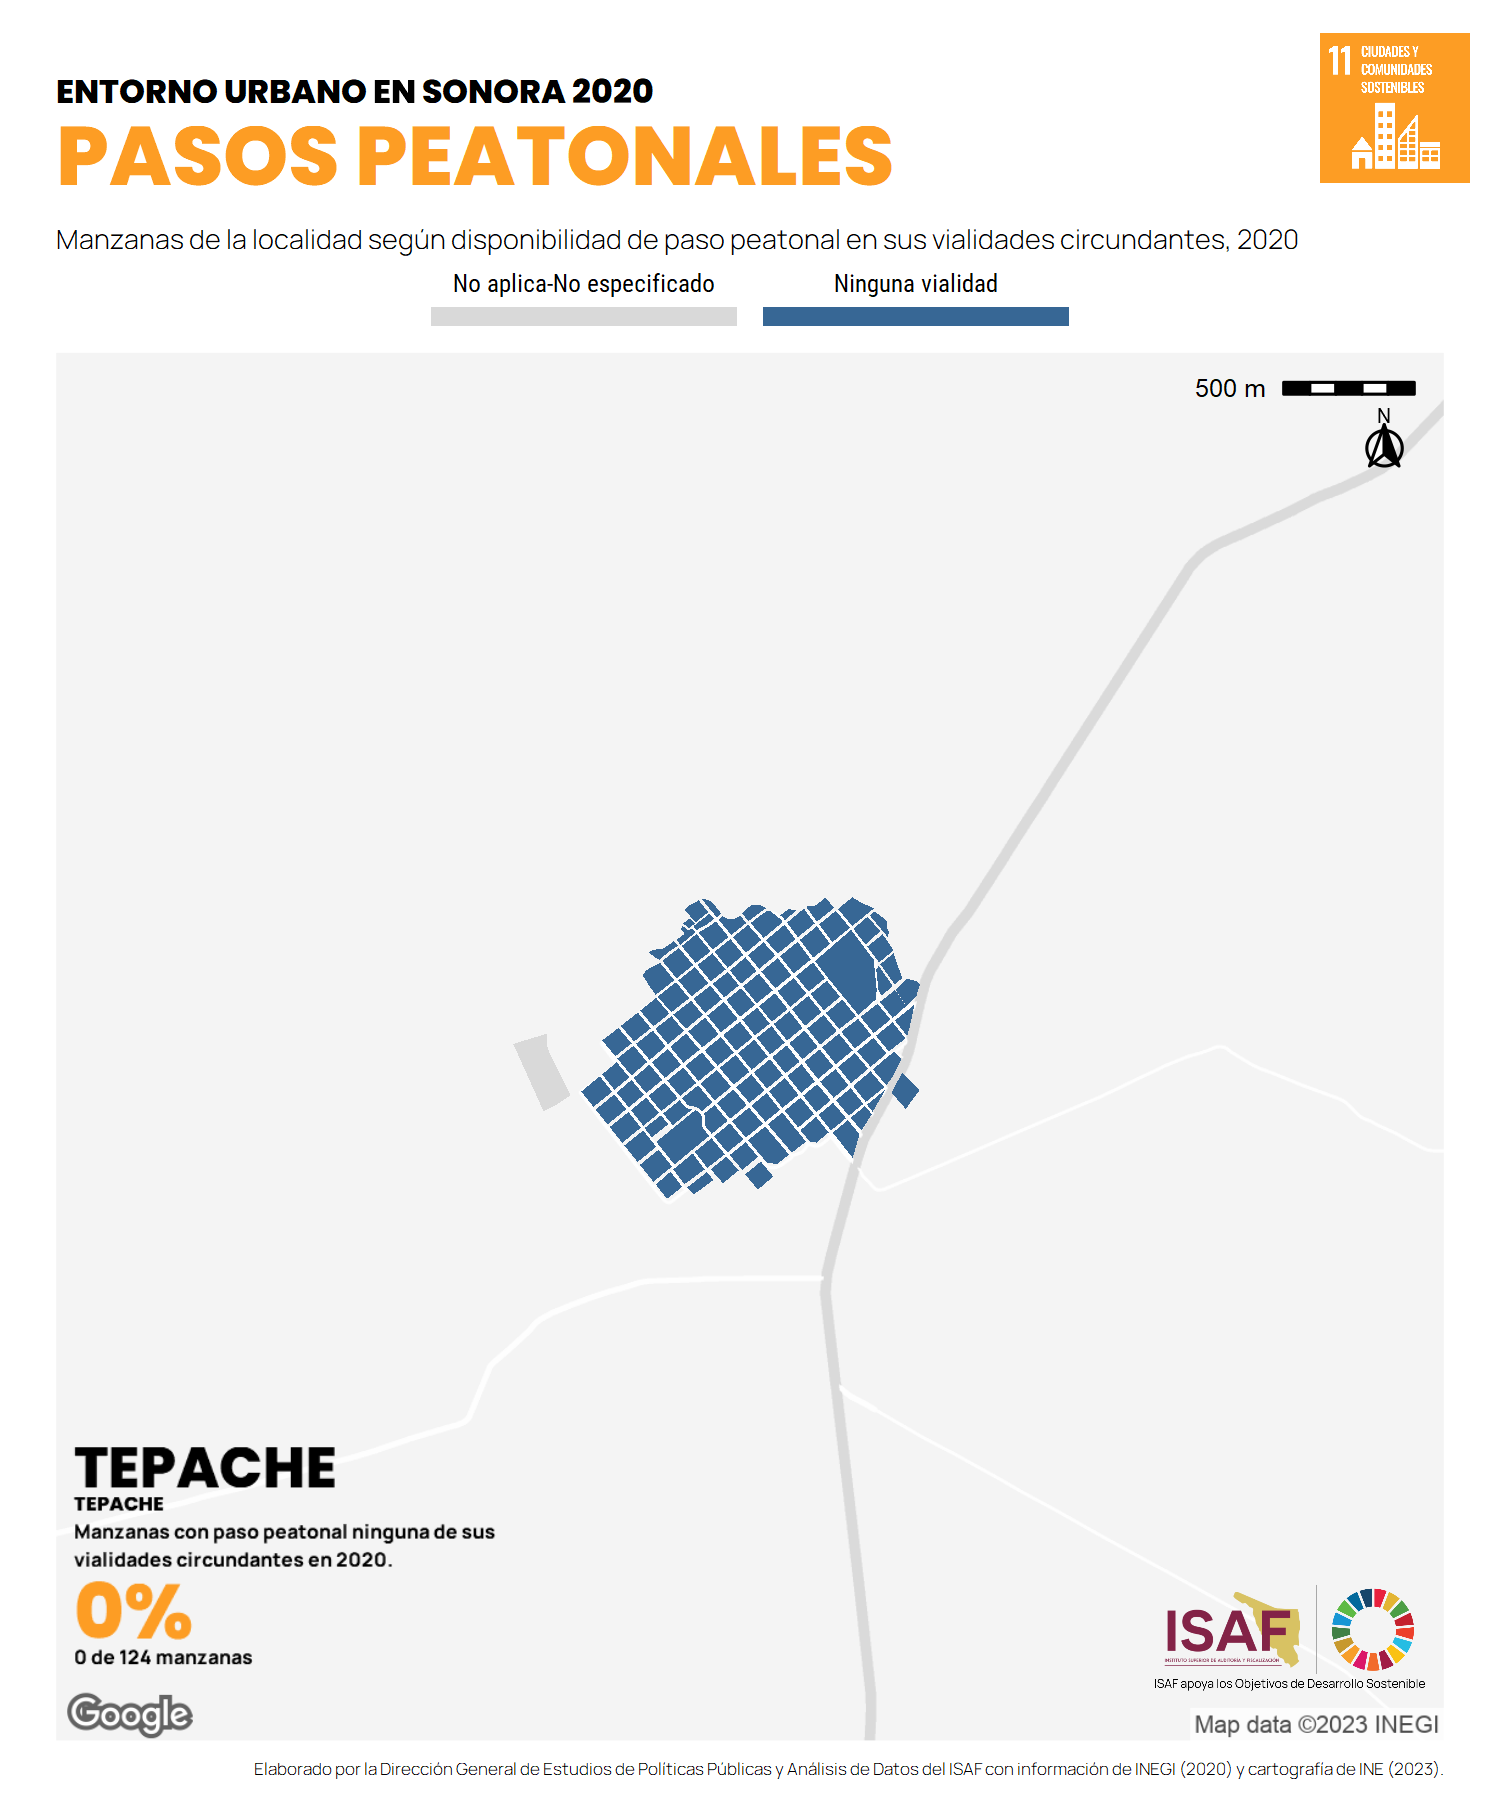 ENTORNO URBANO EN SONORA 2020
PASOS PEATONALES
11 CIUDADES Y
COMUNIDADES
SOSTENIBLES
Manzanas de la localidad según disponibilidad de paso peatonal en sus vialidades circundantes, 2020
No aplica-No especificado
Ninguna vialidad
500 m
N
TEPACHE
TEPACHE
Manzanas con paso peatonal ninguna de sus
vialidades circundantes en 2020.
0%
0 de 124 manzanas
Google
ISAF
INSTITUTO SUPERIOR DE AUDITORÍA Y FISCALIZACIÓN
ISAF apoya los Objetivos de Desarrollo Sostenible
Map data ©2023 INEGI
Elaborado por la Dirección General de Estudios de Políticas Públicas y Análisis de Datos del ISAF con información de INEGI (2020) y cartografía de INE (2023).